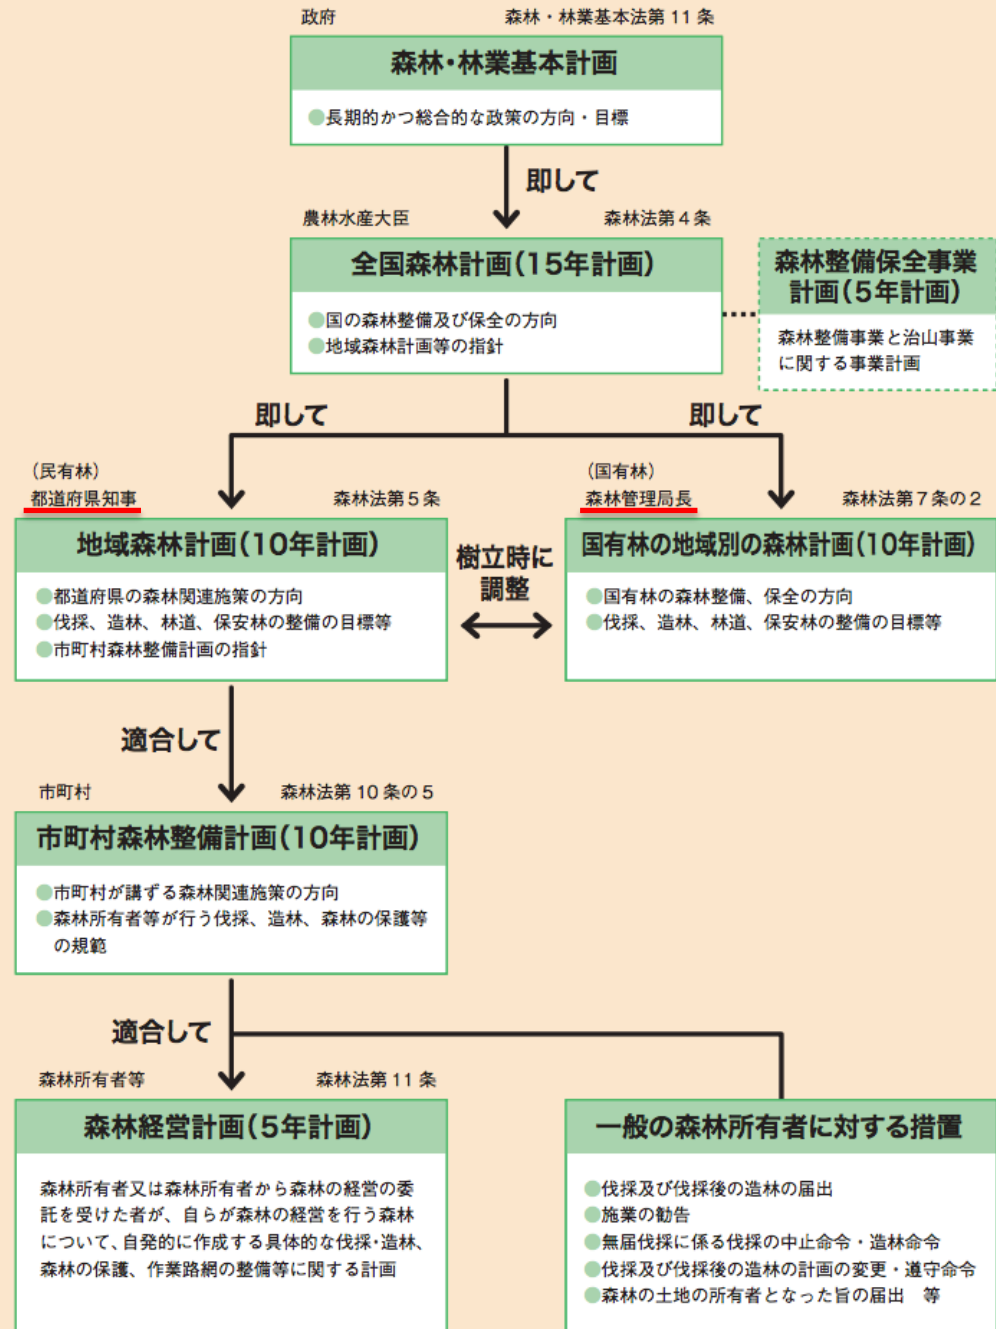 政府　森林・林業基本法第11条
森林・林業基本計画
●長期的かつ総合的な政策の方向・目標
即して
農林水産大臣　森林法第4条
全国森林計画(15年計画)
●国の森林整備及び保全の方向
●地域森林計画等の指針
森林整備保全事業
計画(5年計画)
森林整備事業と治山事業
に関する事業計画
即して　即して
(民有林)
都道府県知事　森林法第5条
地域森林計画(10年計画)
●都道府県の森林関連施策の方向
●伐採、造林、林道、保安林の整備の目標等
●市町村森林整備計画の指針
樹立時に
調整
(国有林)
森林管理局長　森林法第7条の2
国有林の地域別の森林計画(10年計画)
●国有林の森林整備、保全の方向
●伐採、造林、林道、保安林の整備の目標等
適合して
市町村　森林法第10条の5
市町村森林整備計画(10年計画)
●市町村が講ずる森林関連施策の方向
●森林所有者等が行う伐採、造林、森林の保護等
の規範
適合して
森林所有者等　森林法第11条
森林経営計画(5年計画)
森林所有者又は森林所有者から森林の経営の委
託を受けた者が、自らが森林の経営を行う森林
について、自発的に作成する具体的な伐採・造林、
森林の保護、作業路網の整備等に関する計画
一般の森林所有者に対する措置
●伐採及び伐採後の造林の届出
●施業の勧告
●無届伐採に係る伐採の中止命令・造林命令
●伐採及び伐採後の造林の計画の変更・遵守命令
●森林の土地の所有者となった旨の届出　等